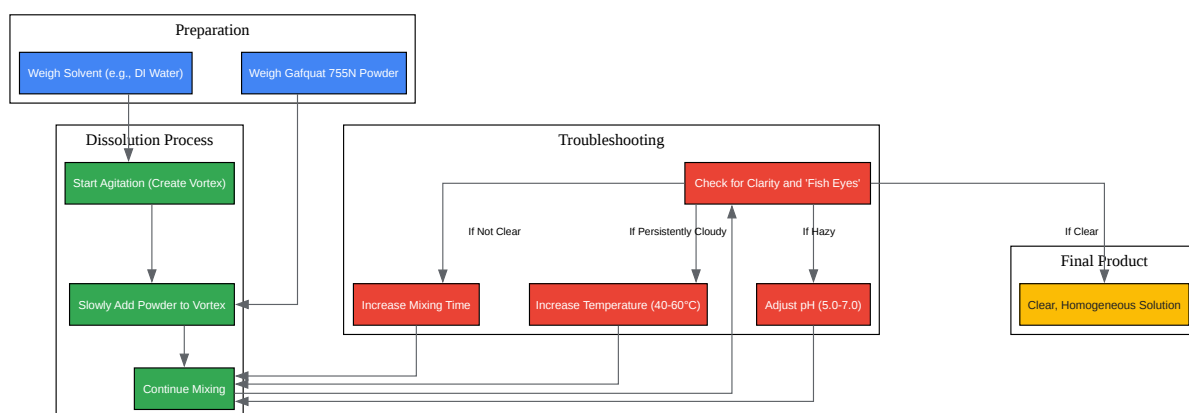 Preparation
Weigh Solvent (e.g., DI Water)
Weigh Gafquat 755N Powder
Dissolution Process
Start Agitation (Create Vortex)
Slowly Add Powder to Vortex
Continue Mixing
Troubleshooting
Check for Clarity and 'Fish Eyes'
If Not Clear
If Persistently Cloudy
If Hazy
If Clear
Increase Mixing Time
Increase Temperature (40-60°C)
Adjust pH (5.0-7.0)
Final Product
Clear, Homogeneous Solution